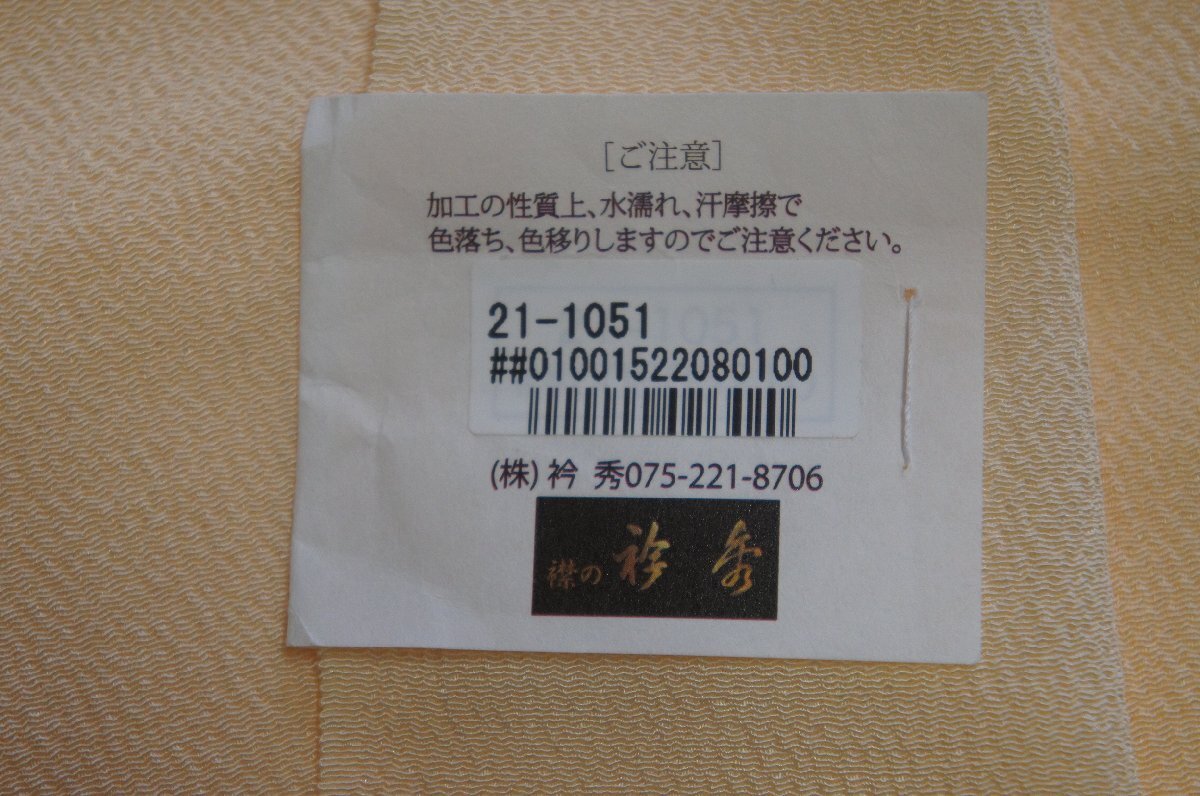 ［ご注意］
加工の性質上、水濡れ、汗摩擦で
色落ち、色移りしますのでご注意ください。
21-1051
##01001522080100
(株) 衿 秀075-221-8706
襟の 衿 秀